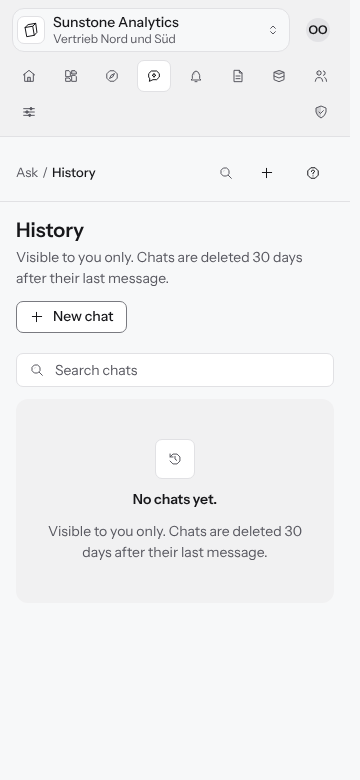 Sunstone Analytics
Vertrieb Nord und Süd
OO
Ask / History
History
Visible to you only. Chats are deleted 30 days
after their last message.
New chat
Search chats
No chats yet.
Visible to you only. Chats are deleted 30
days after their last message.